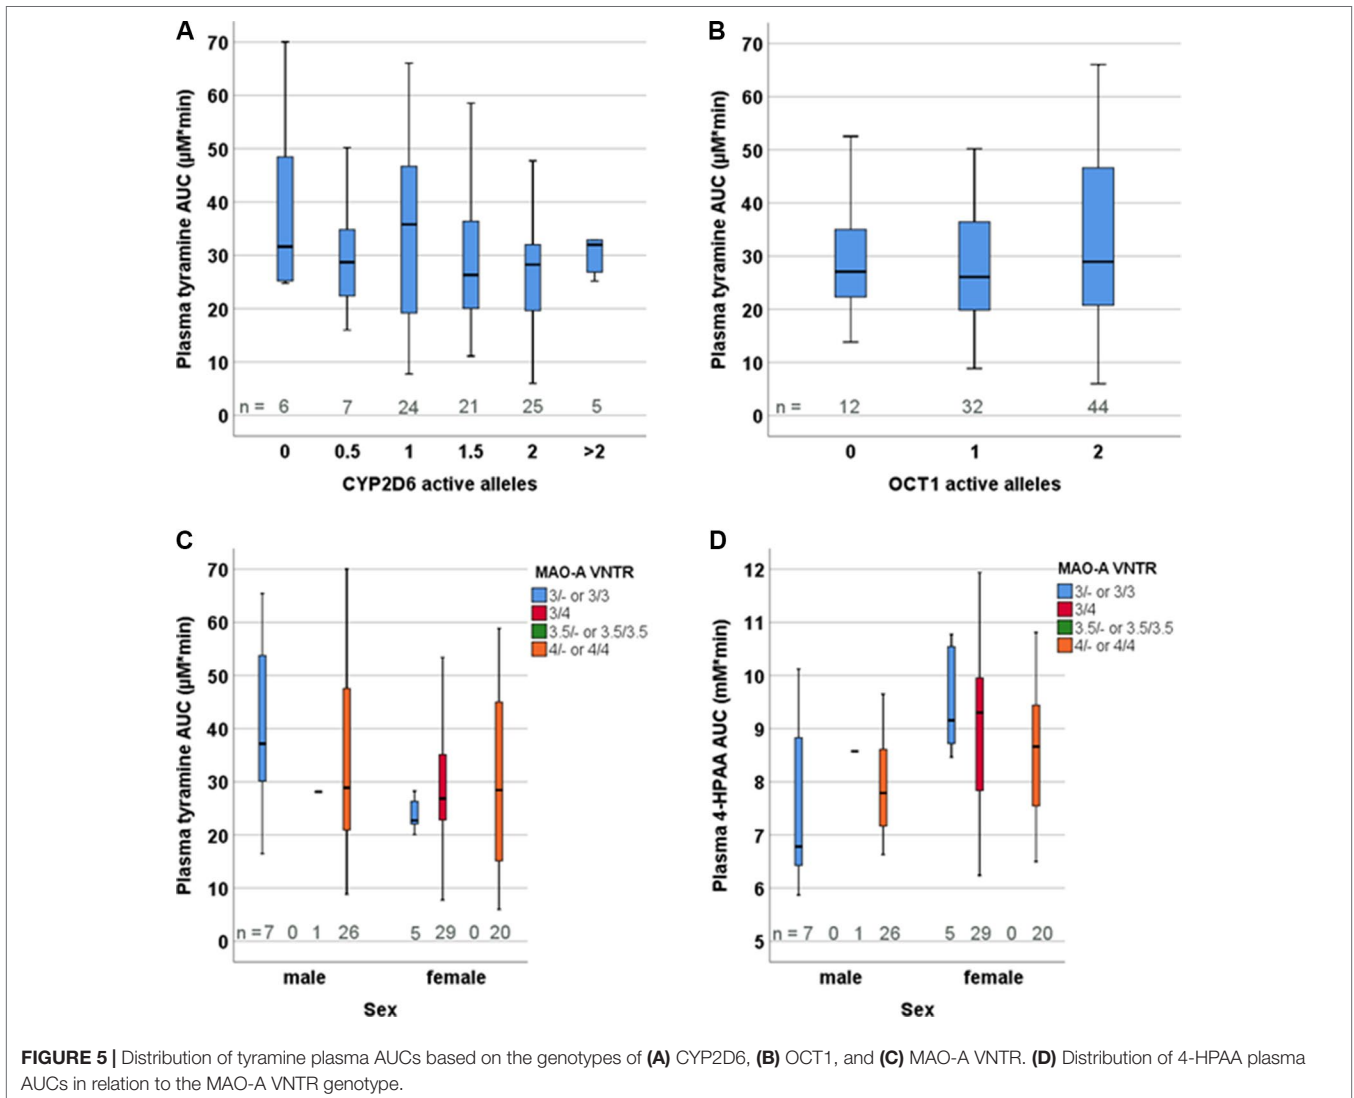 A
Plasma tyramine AUC (µM*min)
70
60
50
40
30
20
10
0
n = 6 7 24 21 25 5
0 0.5 1 1.5 2 >2
CYP2D6 active alleles
B
Plasma tyramine AUC (µM*min)
70
60
50
40
30
20
10
0
n = 12 32 44
0 1 2
OCT1 active alleles
C
Plasma tyramine AUC (µM*min)
70
60
50
40
30
20
10
0
n = 7 0 1 26 5 29 0 20
male female
Sex
MAO-A VNTR
3/- or 3/3
3/4
3.5/- or 3.5/3.5
4/- or 4/4
D
Plasma 4-HPAA AUC (mM*min)
12
11
10
9
8
7
6
5
n = 7 0 1 26 5 29 0 20
male female
Sex
MAO-A VNTR
3/- or 3/3
3/4
3.5/- or 3.5/3.5
4/- or 4/4
FIGURE 5 | Distribution of tyramine plasma AUCs based on the genotypes of (A) CYP2D6, (B) OCT1, and (C) MAO-A VNTR. (D) Distribution of 4-HPAA plasma
AUCs in relation to the MAO-A VNTR genotype.